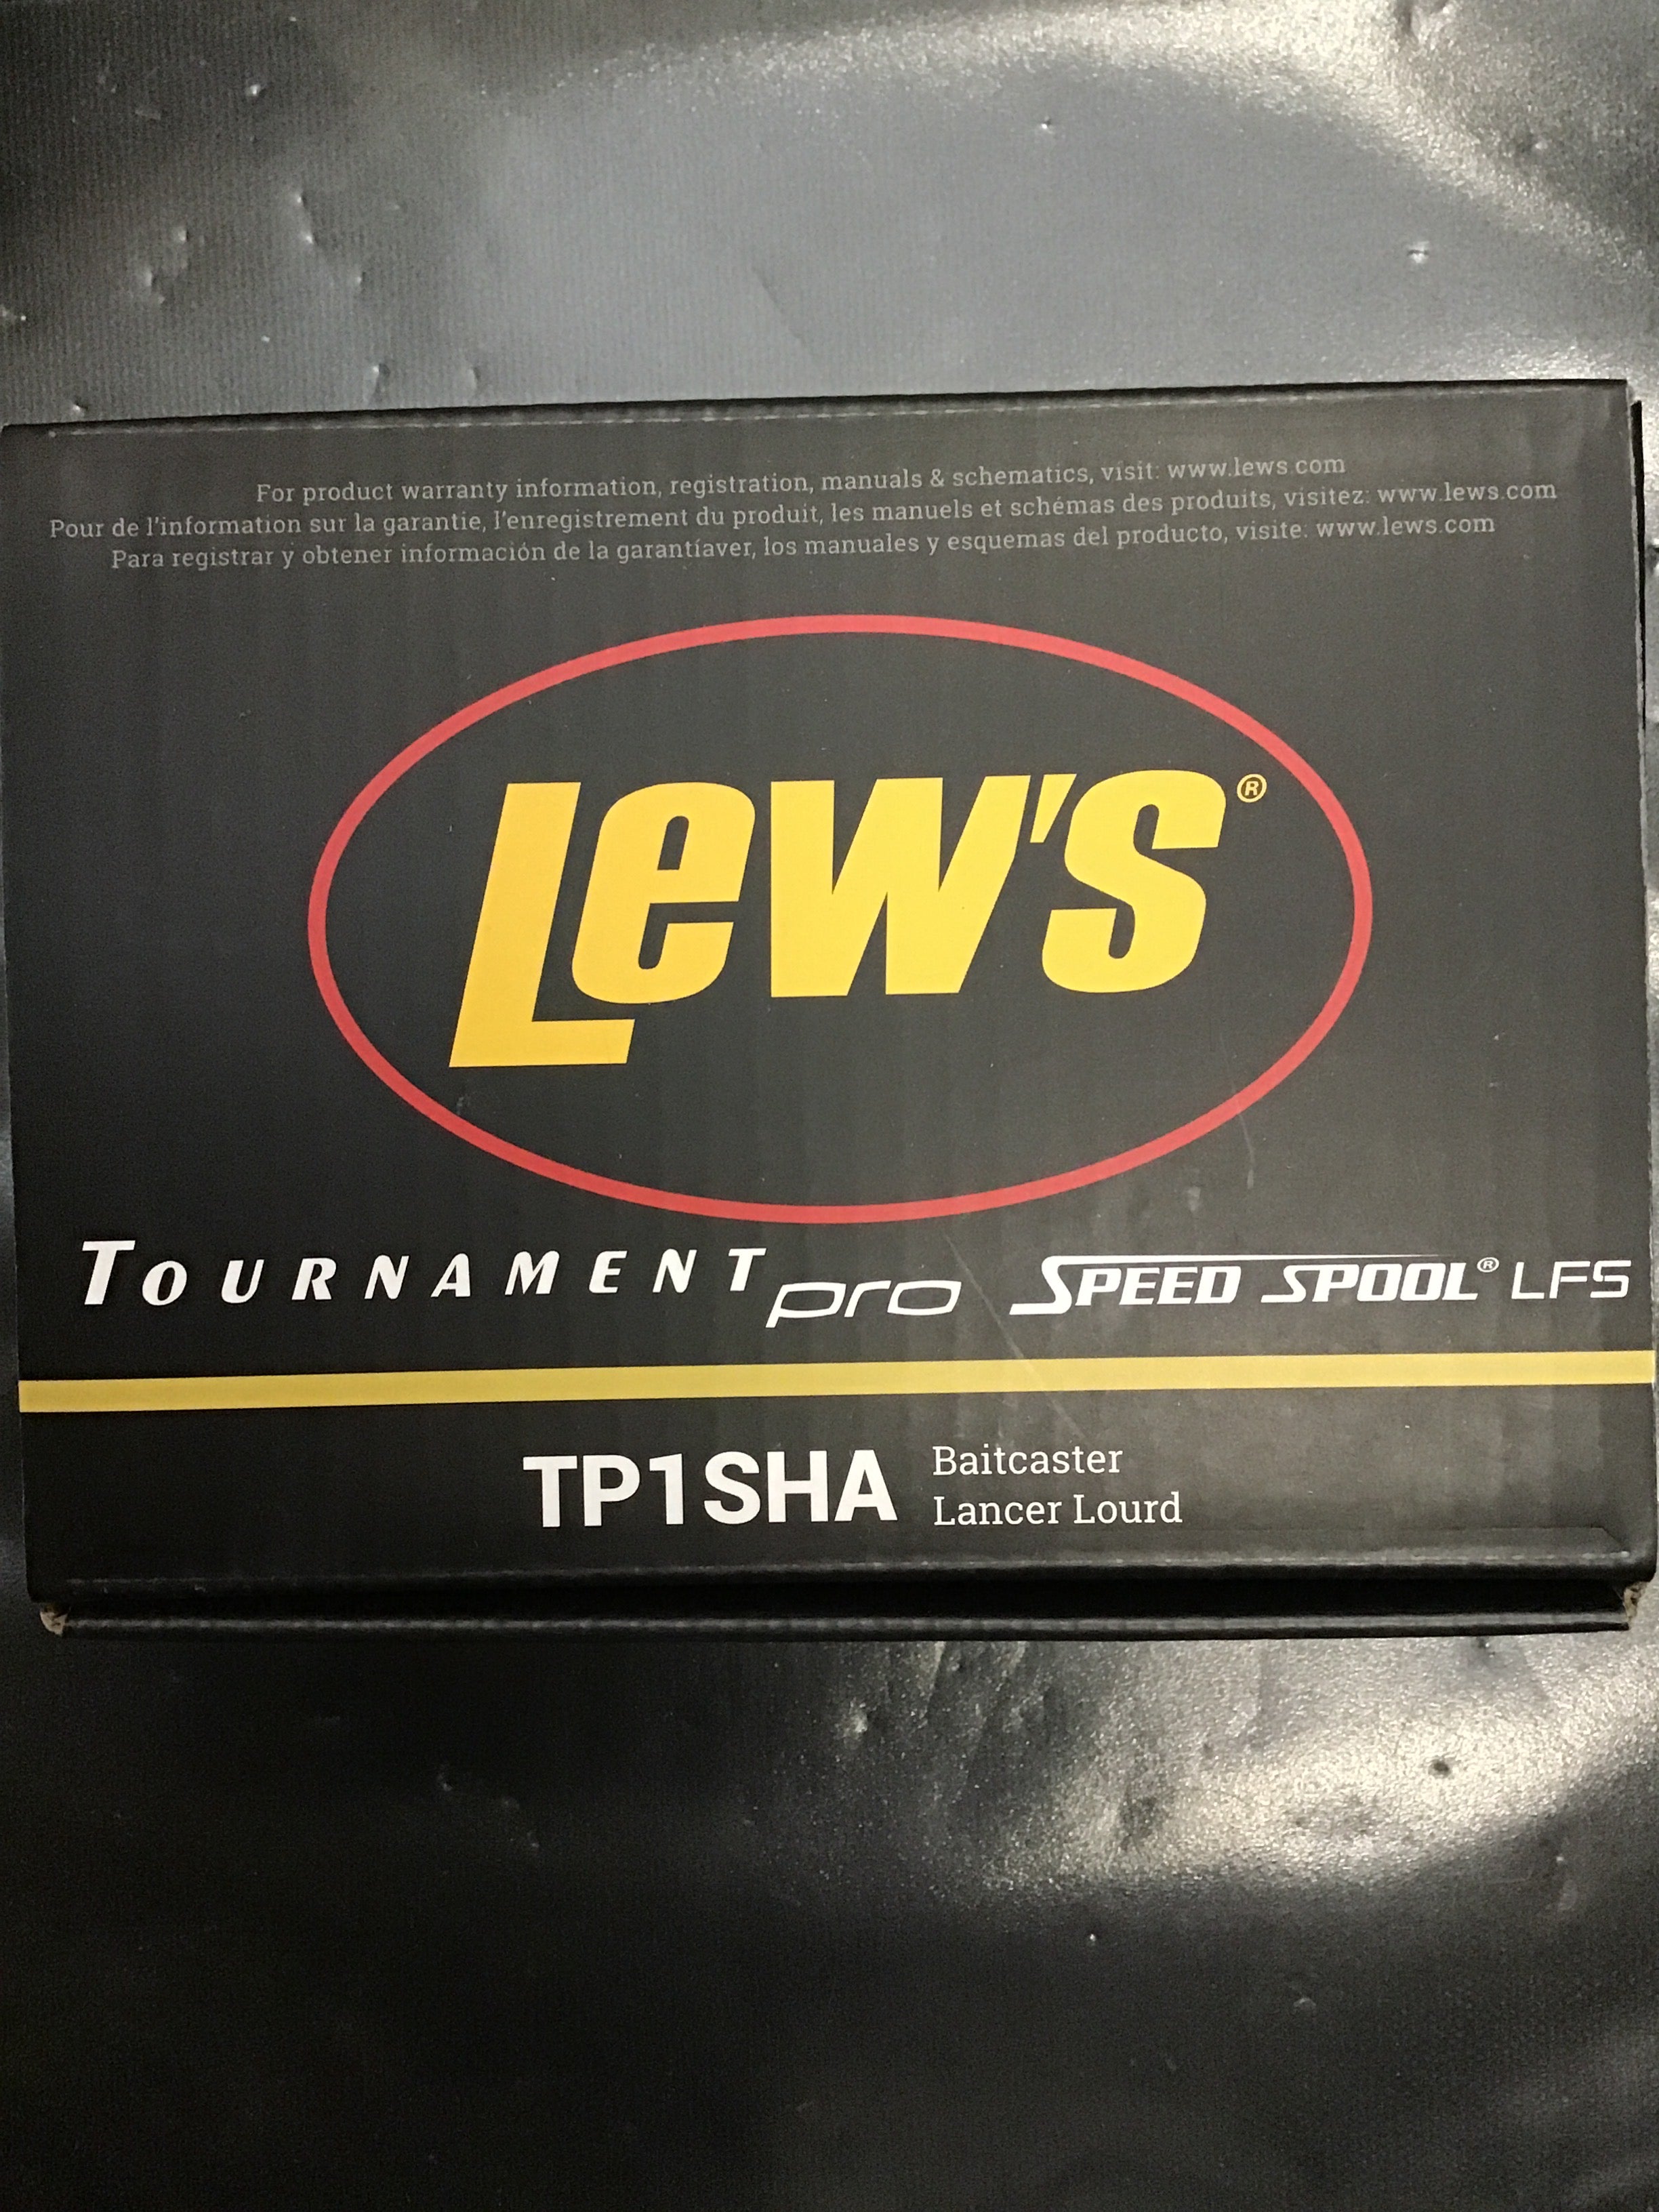 For product warranty information, registration, manuals & schematics, visit: www.lews.com
Pour de l'information sur la garantie, l'enregistrement du produit, les manuels et schémas des produits, visitez: www.lews.com
Para registrar y obtener información de la garantíaver, los manuales y esquemas del producto, visite: www.lews.com
Lew's®
TOURNAMENT pro SPEED SPOOL® LFS
TP1SHA Baitcaster
Lancer Lourd